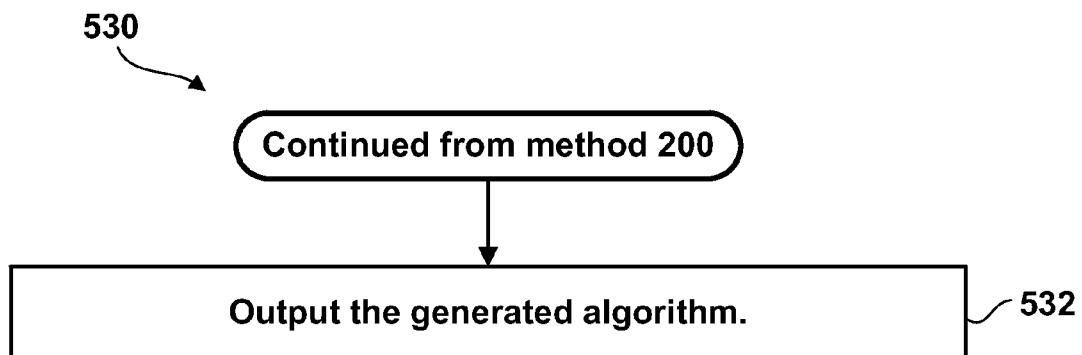 530
Continued from method 200
Output the generated algorithm.
532